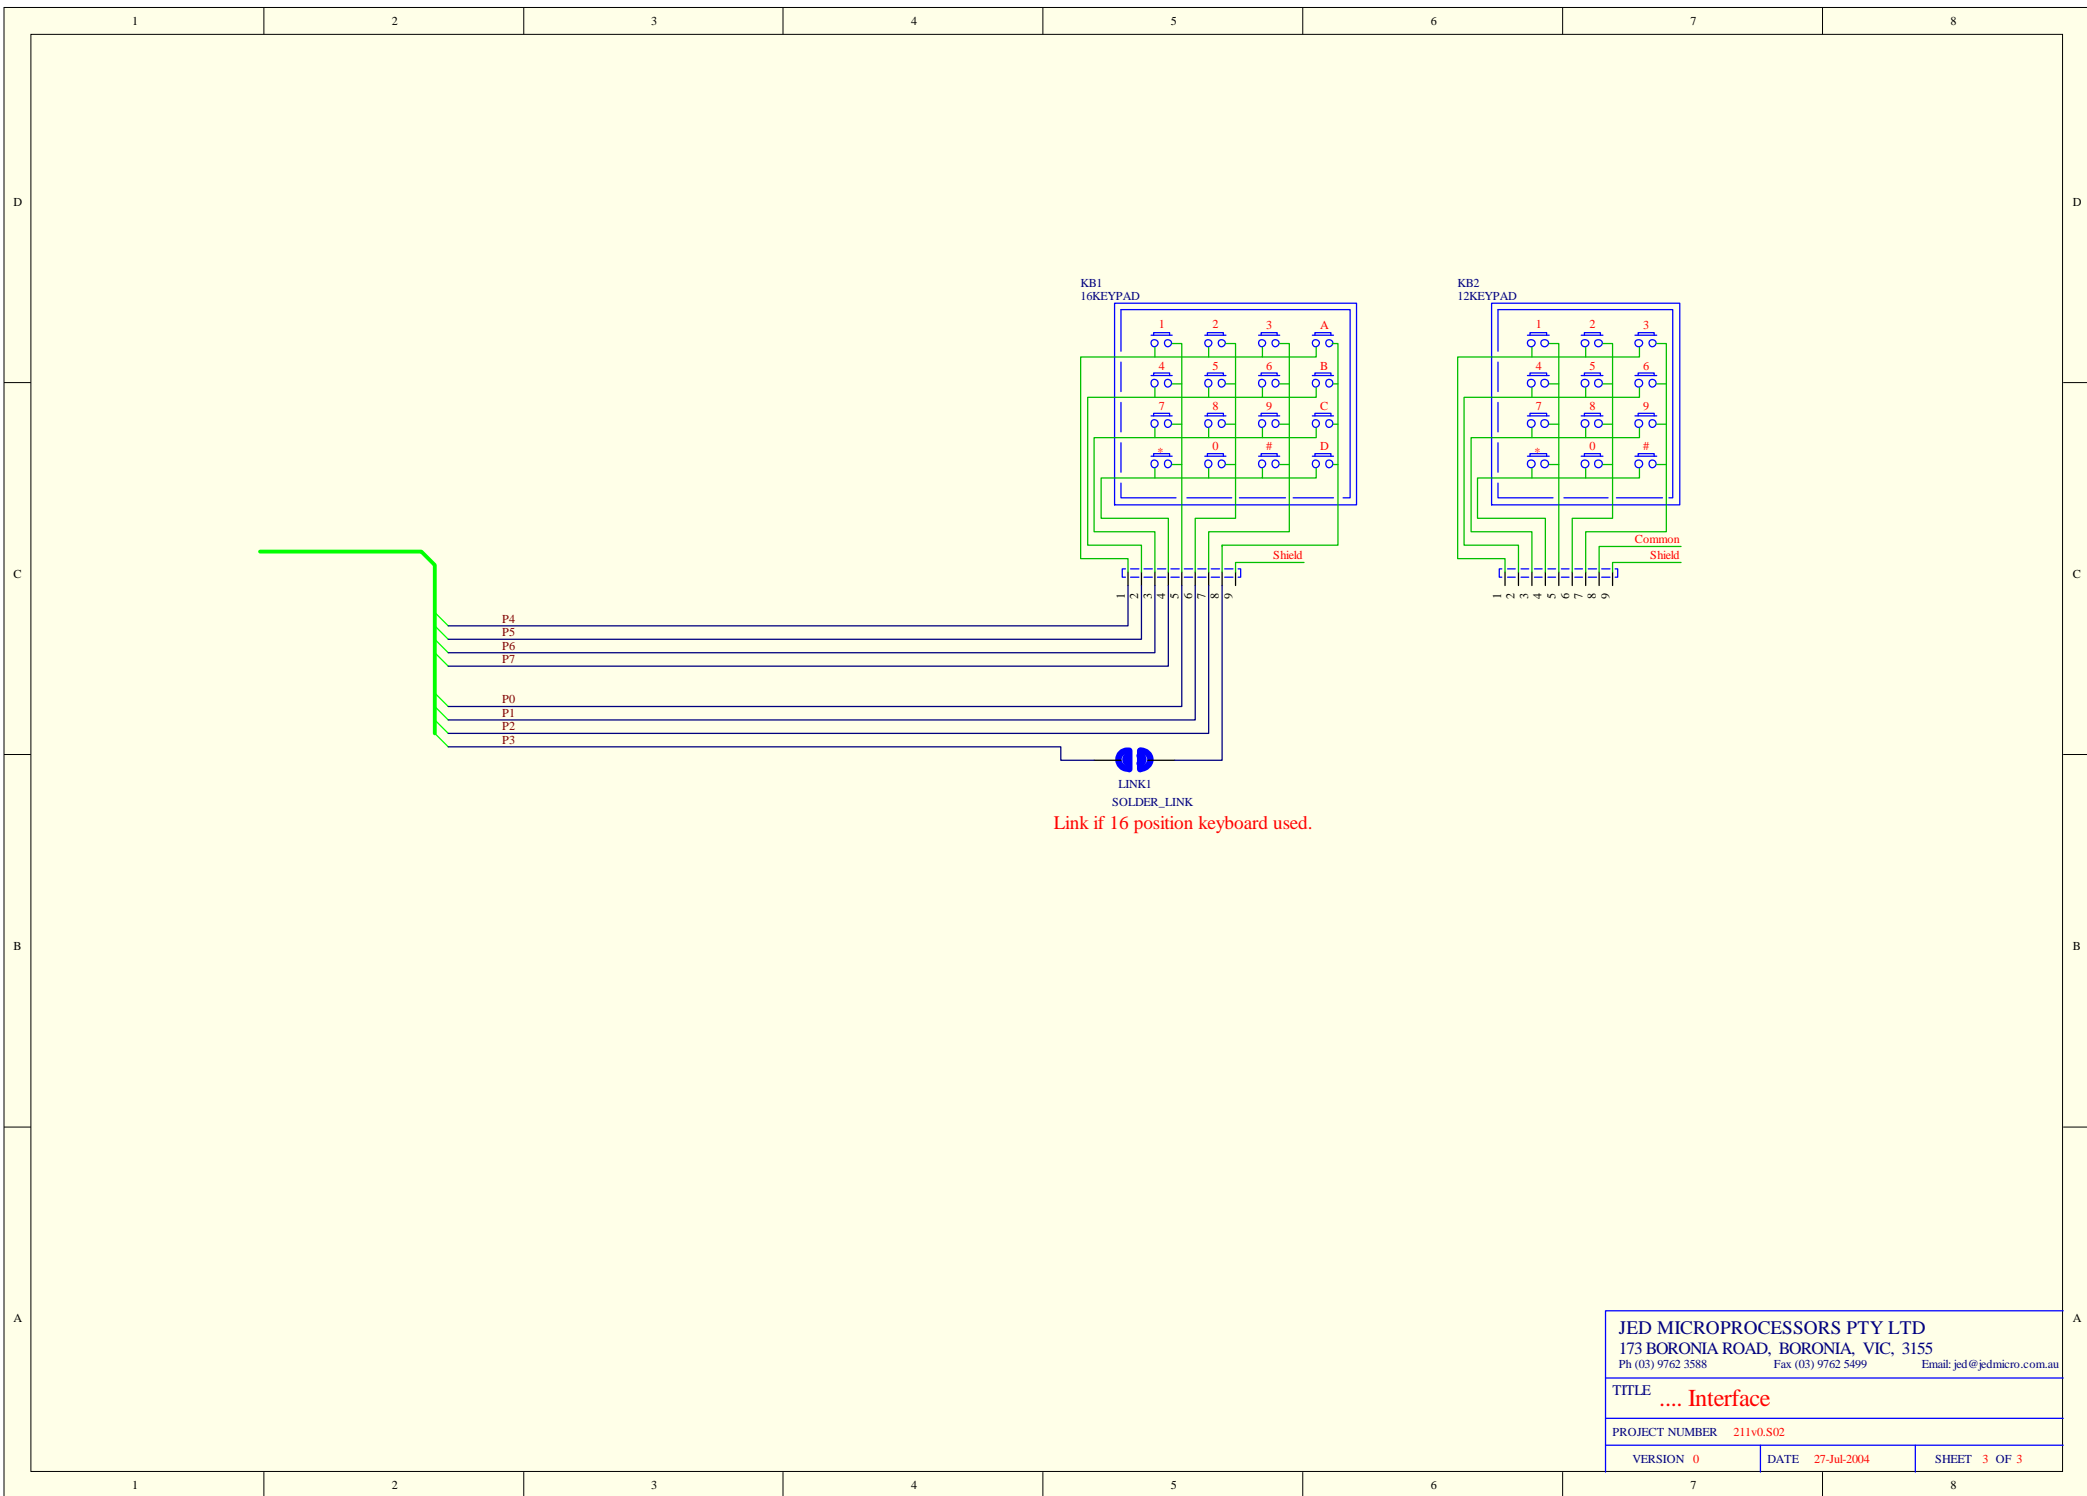 1 2 3 4 5 6 7 8
D D
KB1
16KEYPAD
KB2
12KEYPAD
1 2 3 A
4 5 6 B
7 8 9 C
* 0 # D
1 2 3
4 5 6
7 8 9
* 0 #
Shield
Common
Shield
C C
1 2 3 4 5 6 7 8 9
1 2 3 4 5 6 7 8 9
P4
P5
P6
P7
P0
P1
P2
P3
LINK1
SOLDER_LINK
Link if 16 position keyboard used.
B B
A A
JED MICROPROCESSORS PTY LTD
173 BORONIA ROAD, BORONIA, VIC, 3155
Ph (03) 9762 3588 Fax (03) 9762 5499 Email: jed@jedmicro.com.au
TITLE .... Interface
PROJECT NUMBER 211v0.S02
VERSION 0 DATE 27-Jul-2004 SHEET 3 OF 3
1 2 3 4 5 6 7 8